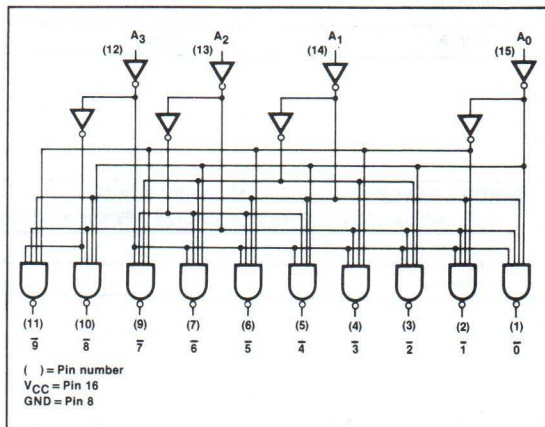 A3 A2 A1 A0
(12) (13) (14) (15)
(11) (10) (9) (7) (6) (5) (4) (3) (2) (1)
9̅ 8̅ 7̅ 6̅ 5̅ 4̅ 3̅ 2̅ 1̅ 0̅
( ) = Pin number
VCC = Pin 16
GND = Pin 8